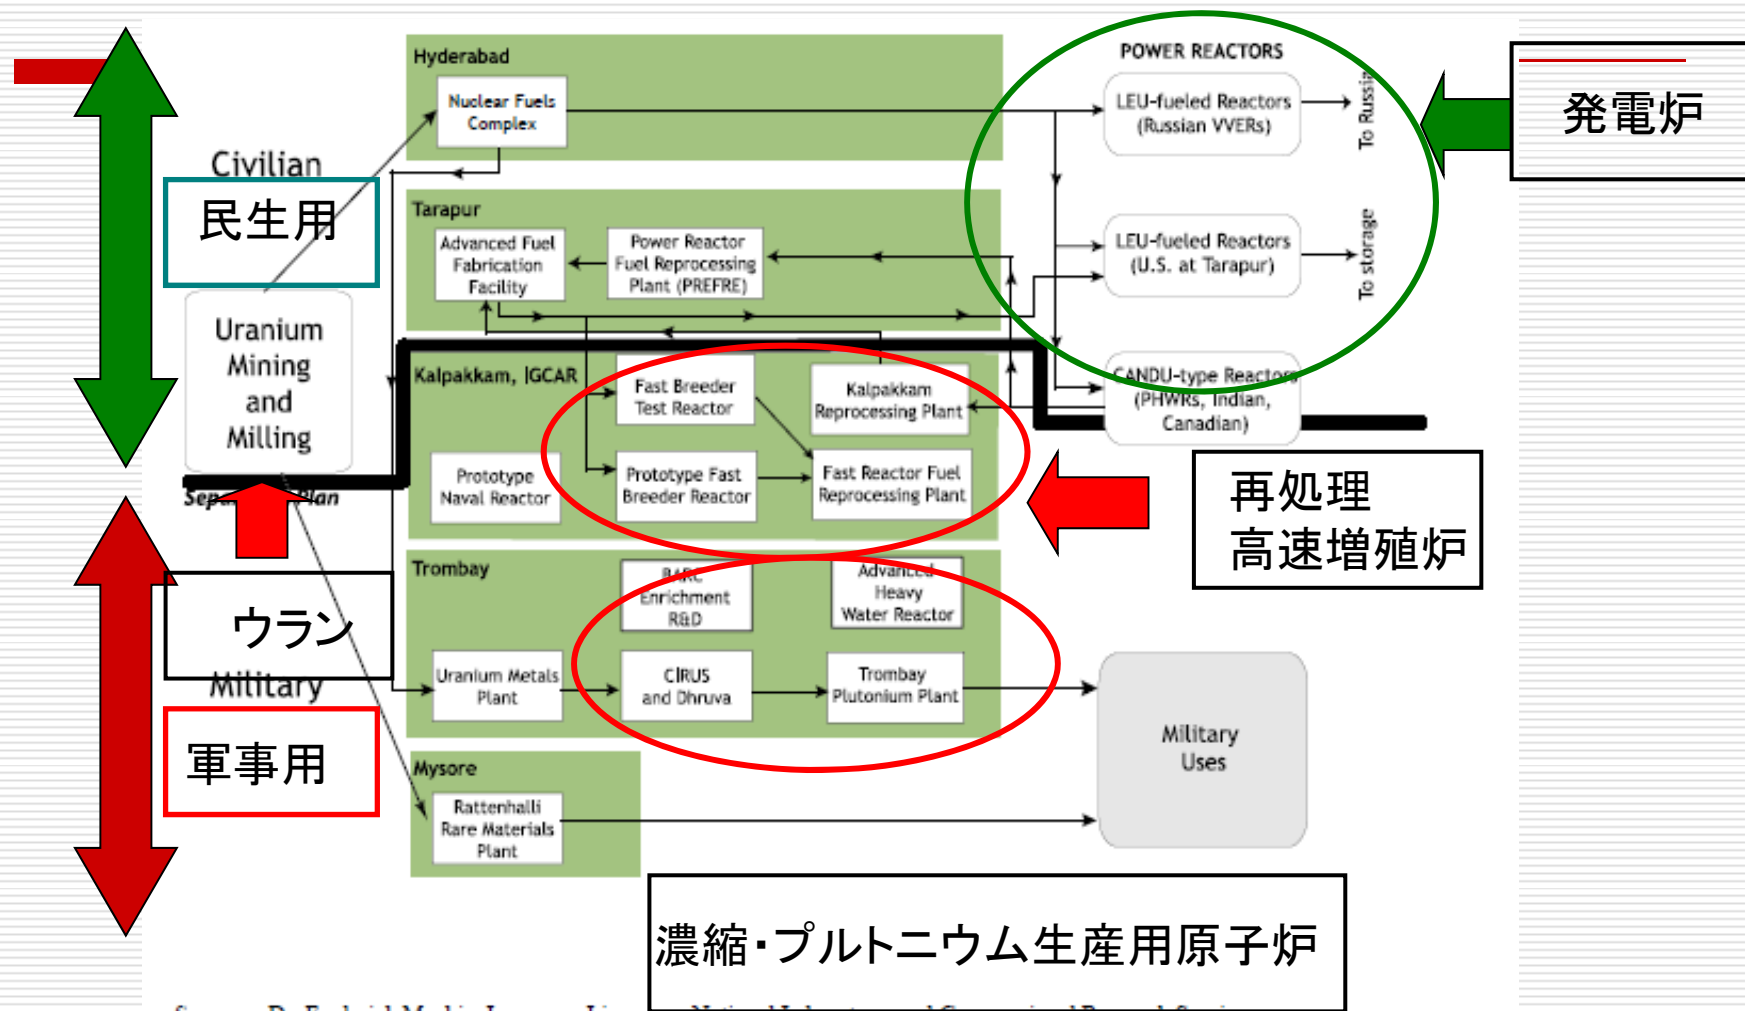 Hyderabad
Nuclear Fuels
Complex
POWER REACTORS
LEU-fueled Reactors
(Russian VVERs)
To Russia
発電炉
Civilian
民生用
Tarapur
Advanced Fuel
Fabrication
Facility
Power Reactor
Fuel Reprocessing
Plant (PREFRE)
LEU-fueled Reactors
(U.S. at Tarapur)
To storage
Uranium
Mining
and
Milling
Kalpakkam, IGCAR
Fast Breeder
Test Reactor
Kalpakkam
Reprocessing Plant
CANDU-type Reactors
(PHWRs, Indian,
Canadian)
Prototype
Naval Reactor
Prototype Fast
Breeder Reactor
Fast Reactor Fuel
Reprocessing Plant
再処理
高速増殖炉
Plan
Trombay
BARC
Enrichment
R&D
Advanced
Heavy
Water Reactor
ウラン
Military
Uranium Metals
Plant
CIRUS
and Dhruva
Trombay
Plutonium Plant
Military
Uses
軍事用
Mysore
Rattenhalli
Rare Materials
Plant
濃縮・プルトニウム生産用原子炉